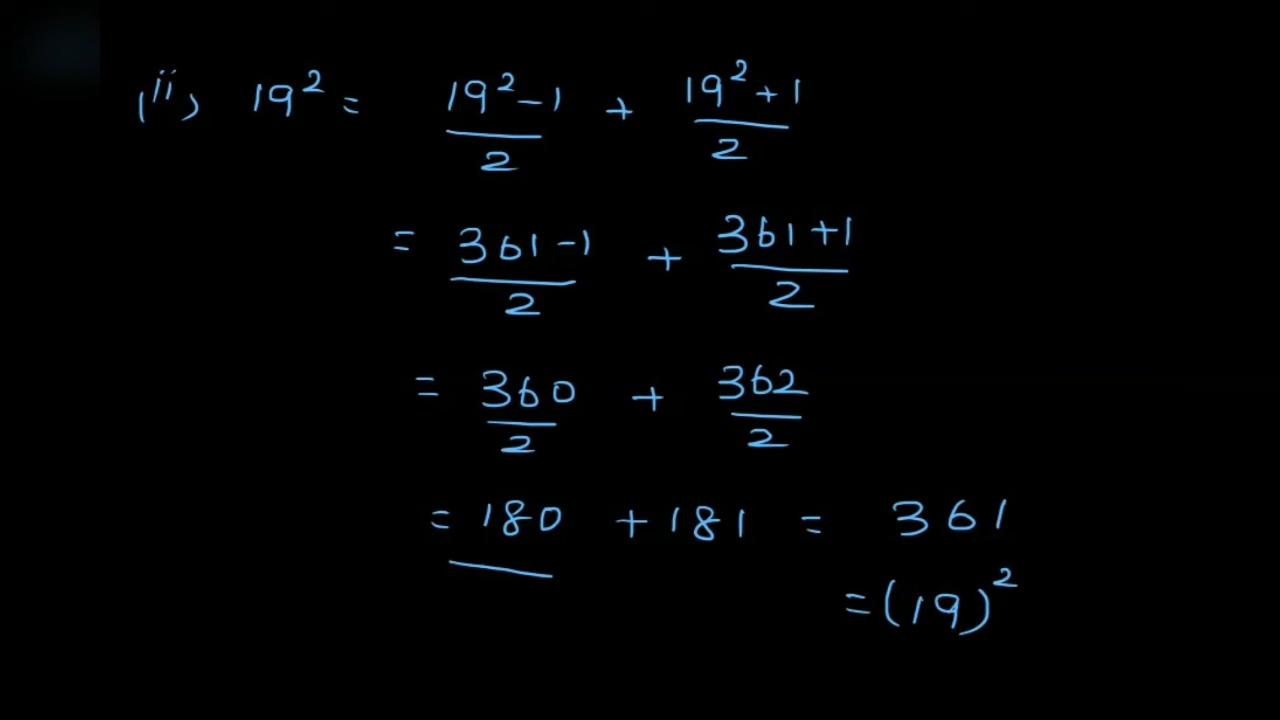 (ii) 19² = (19² - 1)/2 + (19² + 1)/2
= (361 - 1)/2 + (361 + 1)/2
= 360/2 + 362/2
= 180 + 181 = 361
= (19)²